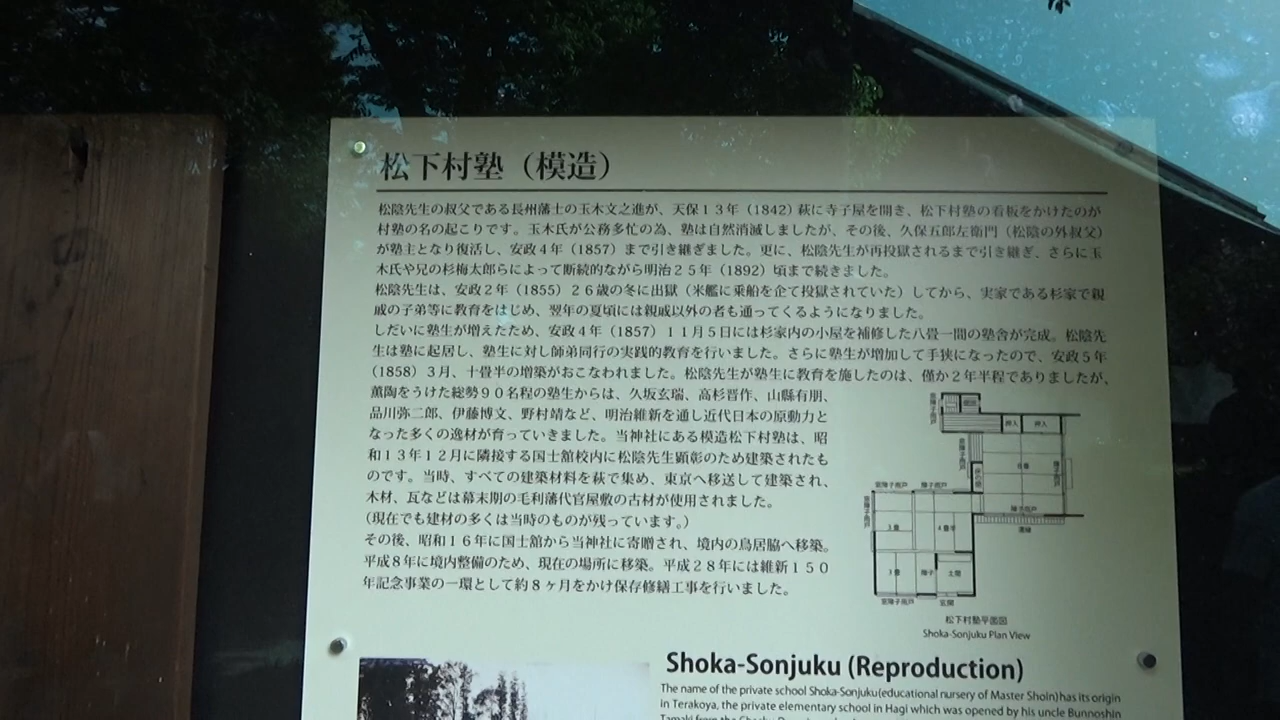 松下村塾（模造）
松陰先生の叔父である長州藩士の玉木文之進が、天保１３年（1842）萩に寺子屋を開き、松下村塾の看板をかけたのが
村塾の名の起こりです。玉木氏が公務多忙の為、塾は自然消滅しましたが、その後、久保五郎左衛門（松陰の外叔父）
が塾主となり復活し、安政４年（1857）まで引き継ぎました。更に、松陰先生が再投獄されるまで引き継ぎ、さらに玉
木氏や兄の杉梅太郎らによって断続的ながら明治２５年（1892）頃まで続きました。
松陰先生は、安政２年（1855）２６歳の冬に出獄（米艦に乗船を企て投獄されていた）してから、実家である杉家で親
戚の子弟等に教育をはじめ、翌年の夏頃には親戚以外の者も通ってくるようになりました。
しだいに塾生が増えたため、安政４年（1857）１１月５日には杉家内の小屋を補修した八畳一間の塾舎が完成。松陰先
生は塾に起居し、塾生に対し師弟同行の実践的教育を行いました。さらに塾生が増加して手狭になったので、安政５年
（1858）３月、十畳半の増築がおこなわれました。松陰先生が塾生に教育を施したのは、僅か２年半程でありましたが、
薫陶をうけた総勢９０名程の塾生からは、久坂玄瑞、高杉晋作、山縣有朋、
品川弥二郎、伊藤博文、野村靖など、明治維新を通し近代日本の原動力と
なった多くの逸材が育っていきました。当神社にある模造松下村塾は、昭
和１３年１２月に隣接する国士舘校内に松陰先生顕彰のため建築されたも
のです。当時、すべての建築材料を萩で集め、東京へ移送して建築され、
木材、瓦などは幕末期の毛利藩代官屋敷の古材が使用されました。
（現在でも建材の多くは当時のものが残っています。）
その後、昭和１６年に国士舘から当神社に寄贈され、境内の鳥居脇へ移築。
平成８年に境内整備のため、現在の場所に移築。平成２８年には維新１５０
年記念事業の一環として約８ヶ月をかけ保存修繕工事を行いました。
押入
押入
８畳
３畳
４畳半
３畳
土間
玄関
松下村塾平面図
Shoka-Sonjuku Plan View
Shoka-Sonjuku (Reproduction)
The name of the private school Shoka-Sonjuku(educational nursery of Master Shoin)has its origin
in Terakoya, the private elementary school in Hagi which was opened by his uncle Bunnoshin